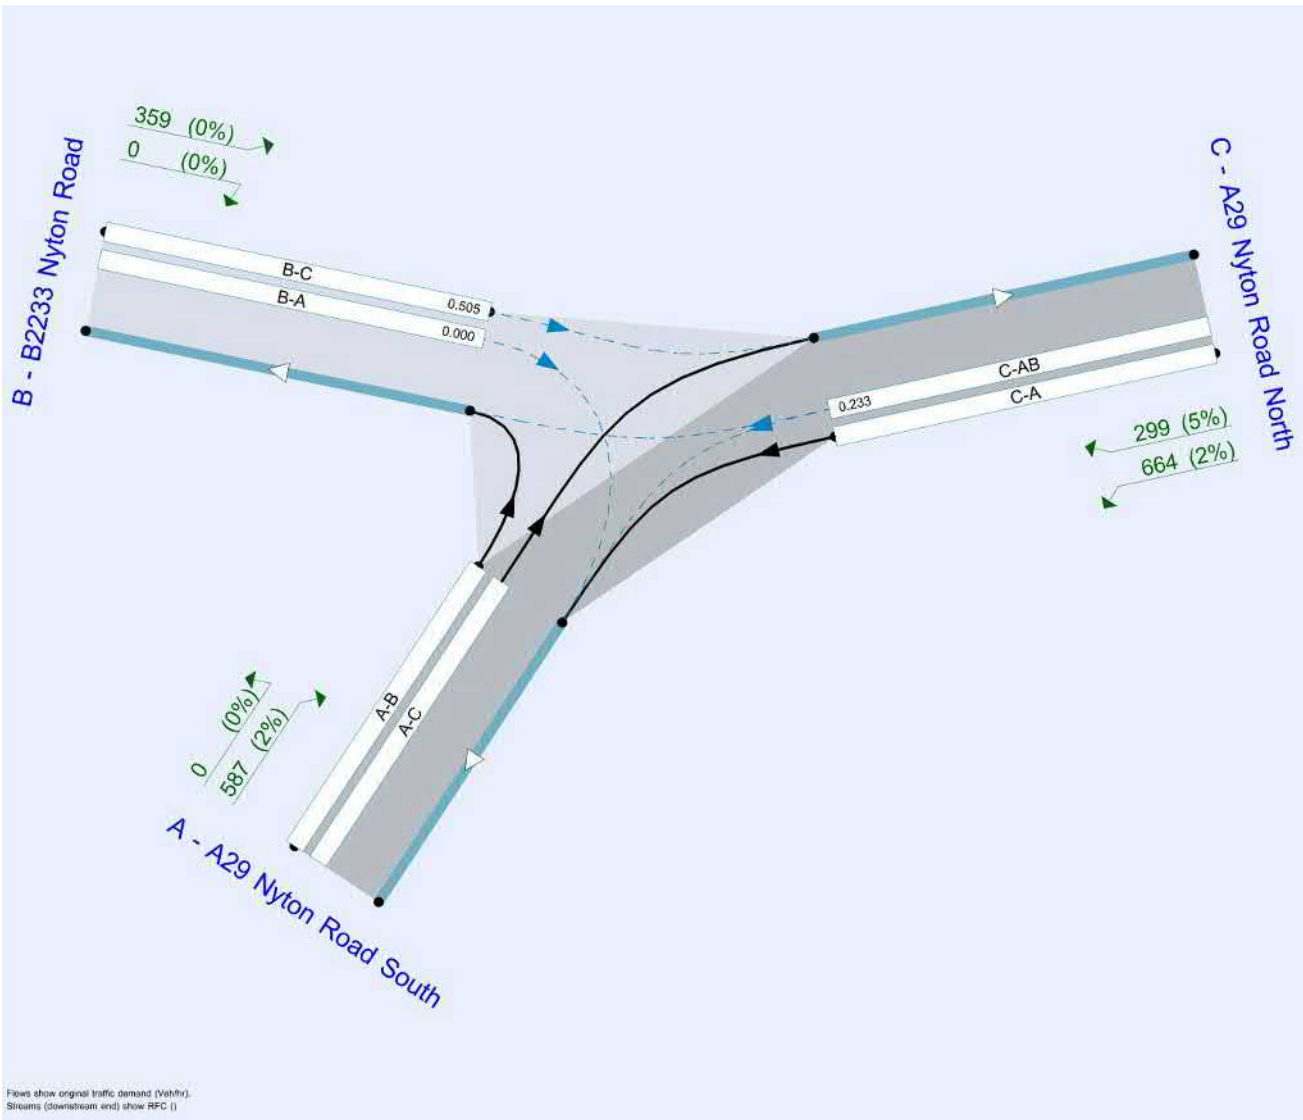 359 (0%)
0 (0%)
B - B2233 Nyton Road
B-C
0.505
B-A
0.000
C - A29 Nyton Road North
C-AB
0.233
C-A
299 (5%)
664 (2%)
A-B
A-C
0 (0%)
587 (2%)
A - A29 Nyton Road South
Flows show original traffic demand (Veh/hr).
Streams (downstream end) show RFC ()